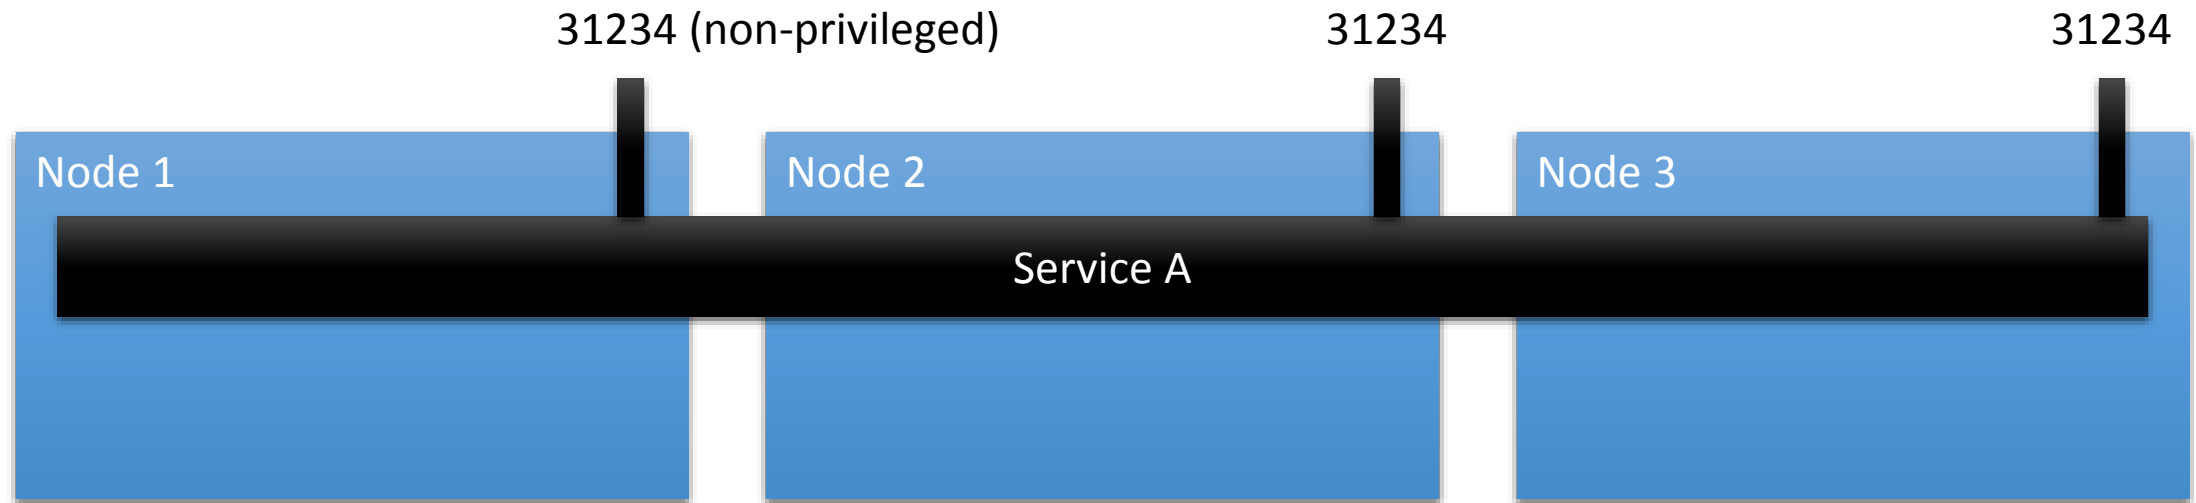 31234 (non-privileged)
31234
31234
Node 1
Node 2
Node 3
Service A